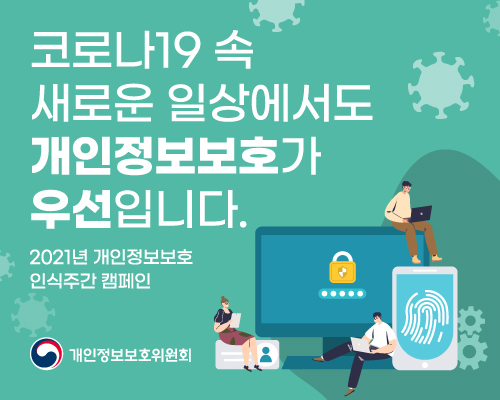 코로나19 속
새로운 일상에서도
개인정보보호가
우선입니다.
2021년 개인정보보호
인식주간 캠페인
개인정보보호위원회